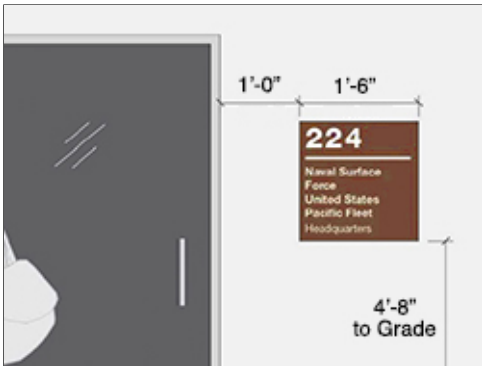 1'-0" 1'-6"
224
Naval Surface
Force
United States
Pacific Fleet
Headquarters
4'-8"
to Grade